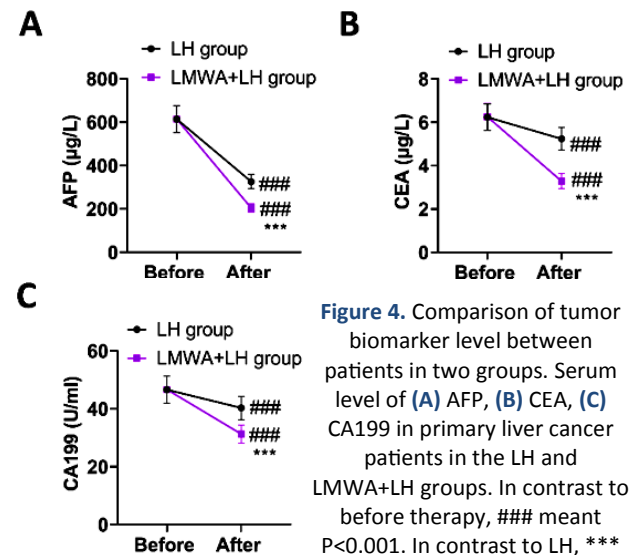 A
LH group
LMWA+LH group
800
600
400
200
0
AFP (µg/L)
###
###
***
Before After
B
LH group
LMWA+LH group
8
6
4
2
0
CEA (µg/L)
###
###
***
Before After
C
LH group
LMWA+LH group
60
40
20
0
CA199 (U/ml)
###
###
***
Before After
Figure 4. Comparison of tumor
biomarker level between
patients in two groups. Serum
level of (A) AFP, (B) CEA, (C)
CA199 in primary liver cancer
patients in the LH and
LMWA+LH groups. In contrast to
before therapy, ### meant
P<0.001. In contrast to LH, ***